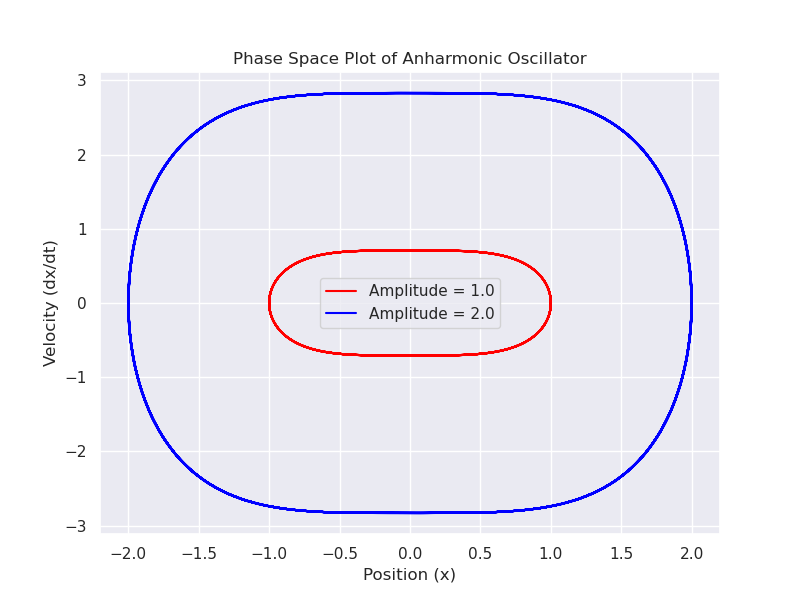 Phase Space Plot of Anharmonic Oscillator
3
2
1
0
−1
−2
−3
Velocity (dx/dt)
Amplitude = 1.0
Amplitude = 2.0
−2.0 −1.5 −1.0 −0.5 0.0 0.5 1.0 1.5 2.0
Position (x)